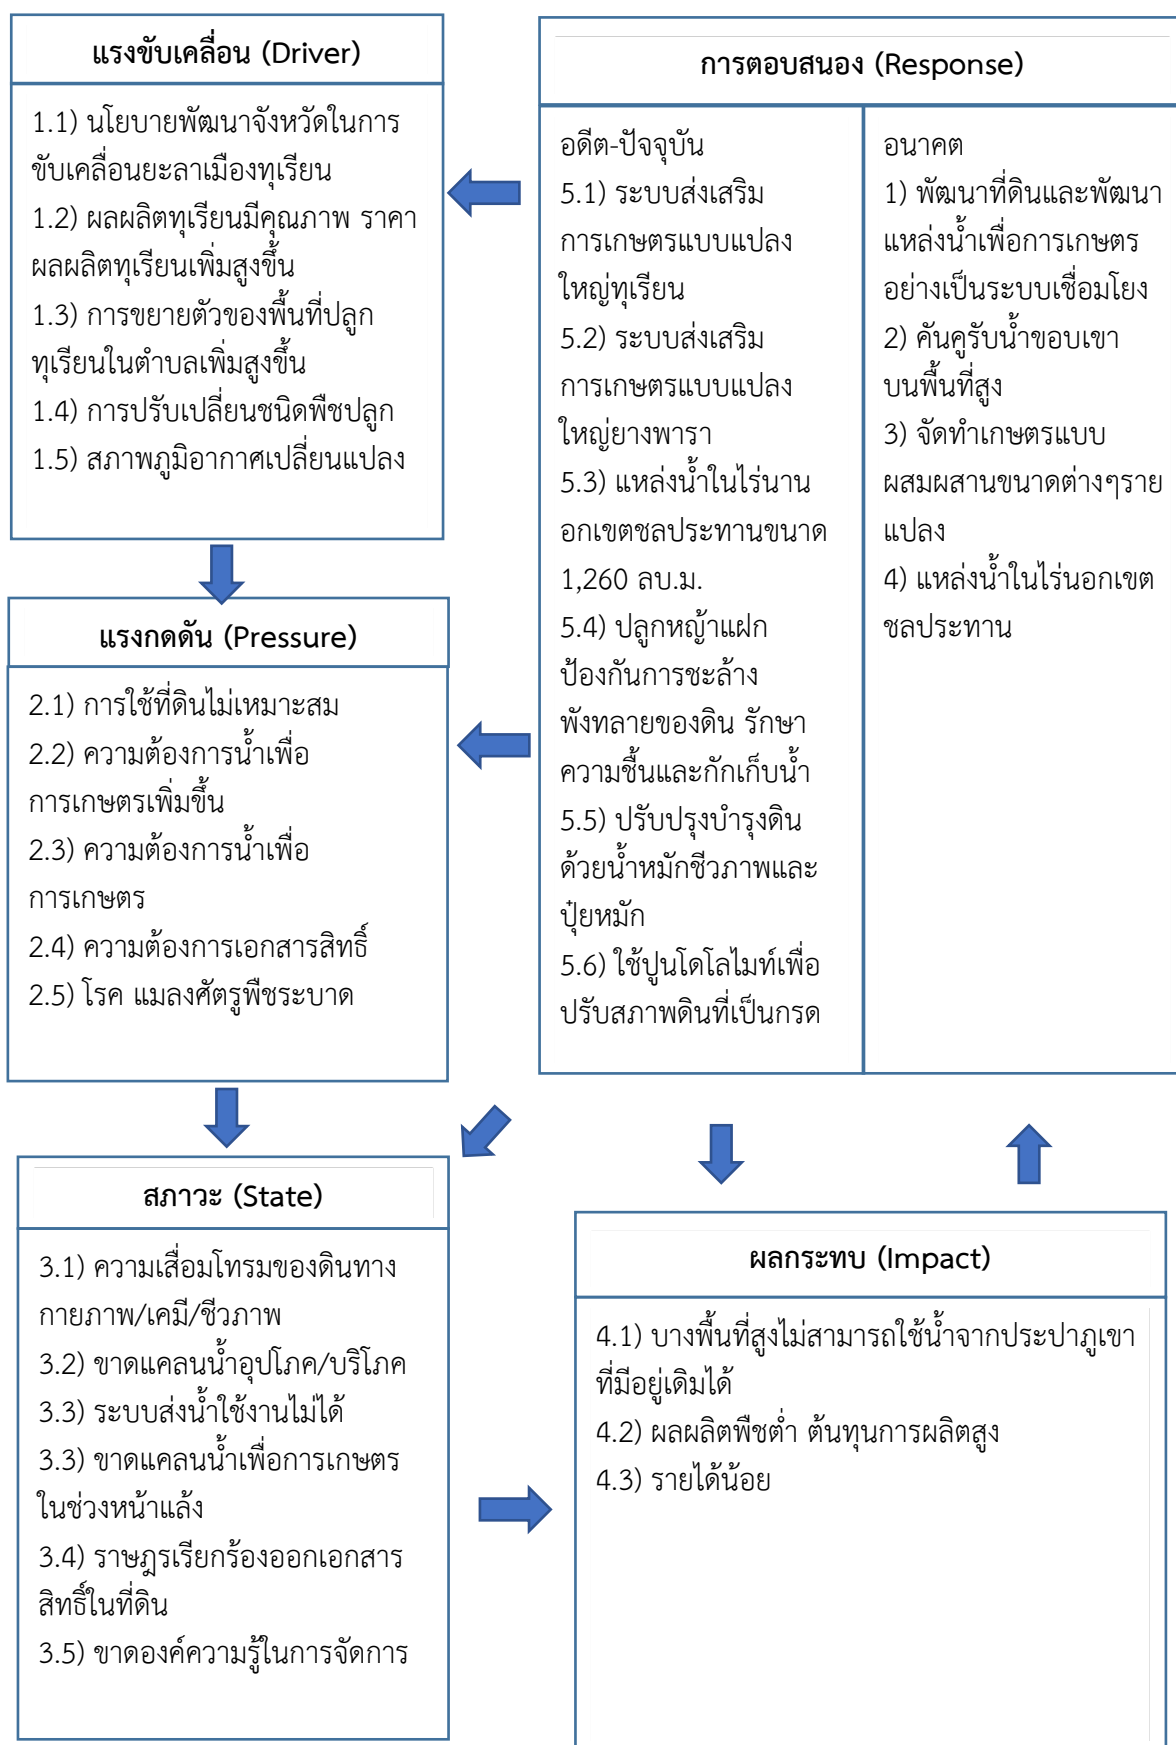 แรงขับเคลื่อน (Driver)
1.1) นโยบายพัฒนาจังหวัดในการ
ขับเคลื่อนยะลาเมืองทุเรียน
1.2) ผลผลิตทุเรียนมีคุณภาพ ราคา
ผลผลิตทุเรียนเพิ่มสูงขึ้น
1.3) การขยายตัวของพื้นที่ปลูก
ทุเรียนในตำบลเพิ่มสูงขึ้น
1.4) การปรับเปลี่ยนชนิดพืชปลูก
1.5) สภาพภูมิอากาศเปลี่ยนแปลง
แรงกดดัน (Pressure)
2.1) การใช้ที่ดินไม่เหมาะสม
2.2) ความต้องการน้ำเพื่อ
การเกษตรเพิ่มขึ้น
2.3) ความต้องการน้ำเพื่อ
การเกษตร
2.4) ความต้องการเอกสารสิทธิ์
2.5) โรค แมลงศัตรูพืชระบาด
สภาวะ (State)
3.1) ความเสื่อมโทรมของดินทาง
กายภาพ/เคมี/ชีวภาพ
3.2) ขาดแคลนน้ำอุปโภค/บริโภค
3.3) ระบบส่งน้ำใช้งานไม่ได้
3.3) ขาดแคลนน้ำเพื่อการเกษตร
ในช่วงหน้าแล้ง
3.4) ราษฎรเรียกร้องออกเอกสาร
สิทธิ์ในที่ดิน
3.5) ขาดองค์ความรู้ในการจัดการ
การตอบสนอง (Response)
อดีต-ปัจจุบัน
5.1) ระบบส่งเสริม
การเกษตรแบบแปลง
ใหญ่ทุเรียน
5.2) ระบบส่งเสริม
การเกษตรแบบแปลง
ใหญ่ยางพารา
5.3) แหล่งน้ำในไร่นาน
อกเขตชลประทานขนาด
1,260 ลบ.ม.
5.4) ปลูกหญ้าแฝก
ป้องกันการชะล้าง
พังทลายของดิน รักษา
ความชื้นและกักเก็บน้ำ
5.5) ปรับปรุงบำรุงดิน
ด้วยน้ำหมักชีวภาพและ
ปุ๋ยหมัก
5.6) ใช้ปูนโดโลไมท์เพื่อ
ปรับสภาพดินที่เป็นกรด
อนาคต
1) พัฒนาที่ดินและพัฒนา
แหล่งน้ำเพื่อการเกษตร
อย่างเป็นระบบเชื่อมโยง
2) คันคูรับน้ำขอบเขา
บนพื้นที่สูง
3) จัดทำเกษตรแบบ
ผสมผสานขนาดต่างๆราย
แปลง
4) แหล่งน้ำในไร่นอกเขต
ชลประทาน
ผลกระทบ (Impact)
4.1) บางพื้นที่สูงไม่สามารถใช้น้ำจากประปาภูเขา
ที่มีอยู่เดิมได้
4.2) ผลผลิตพืชต่ำ ต้นทุนการผลิตสูง
4.3) รายได้น้อย